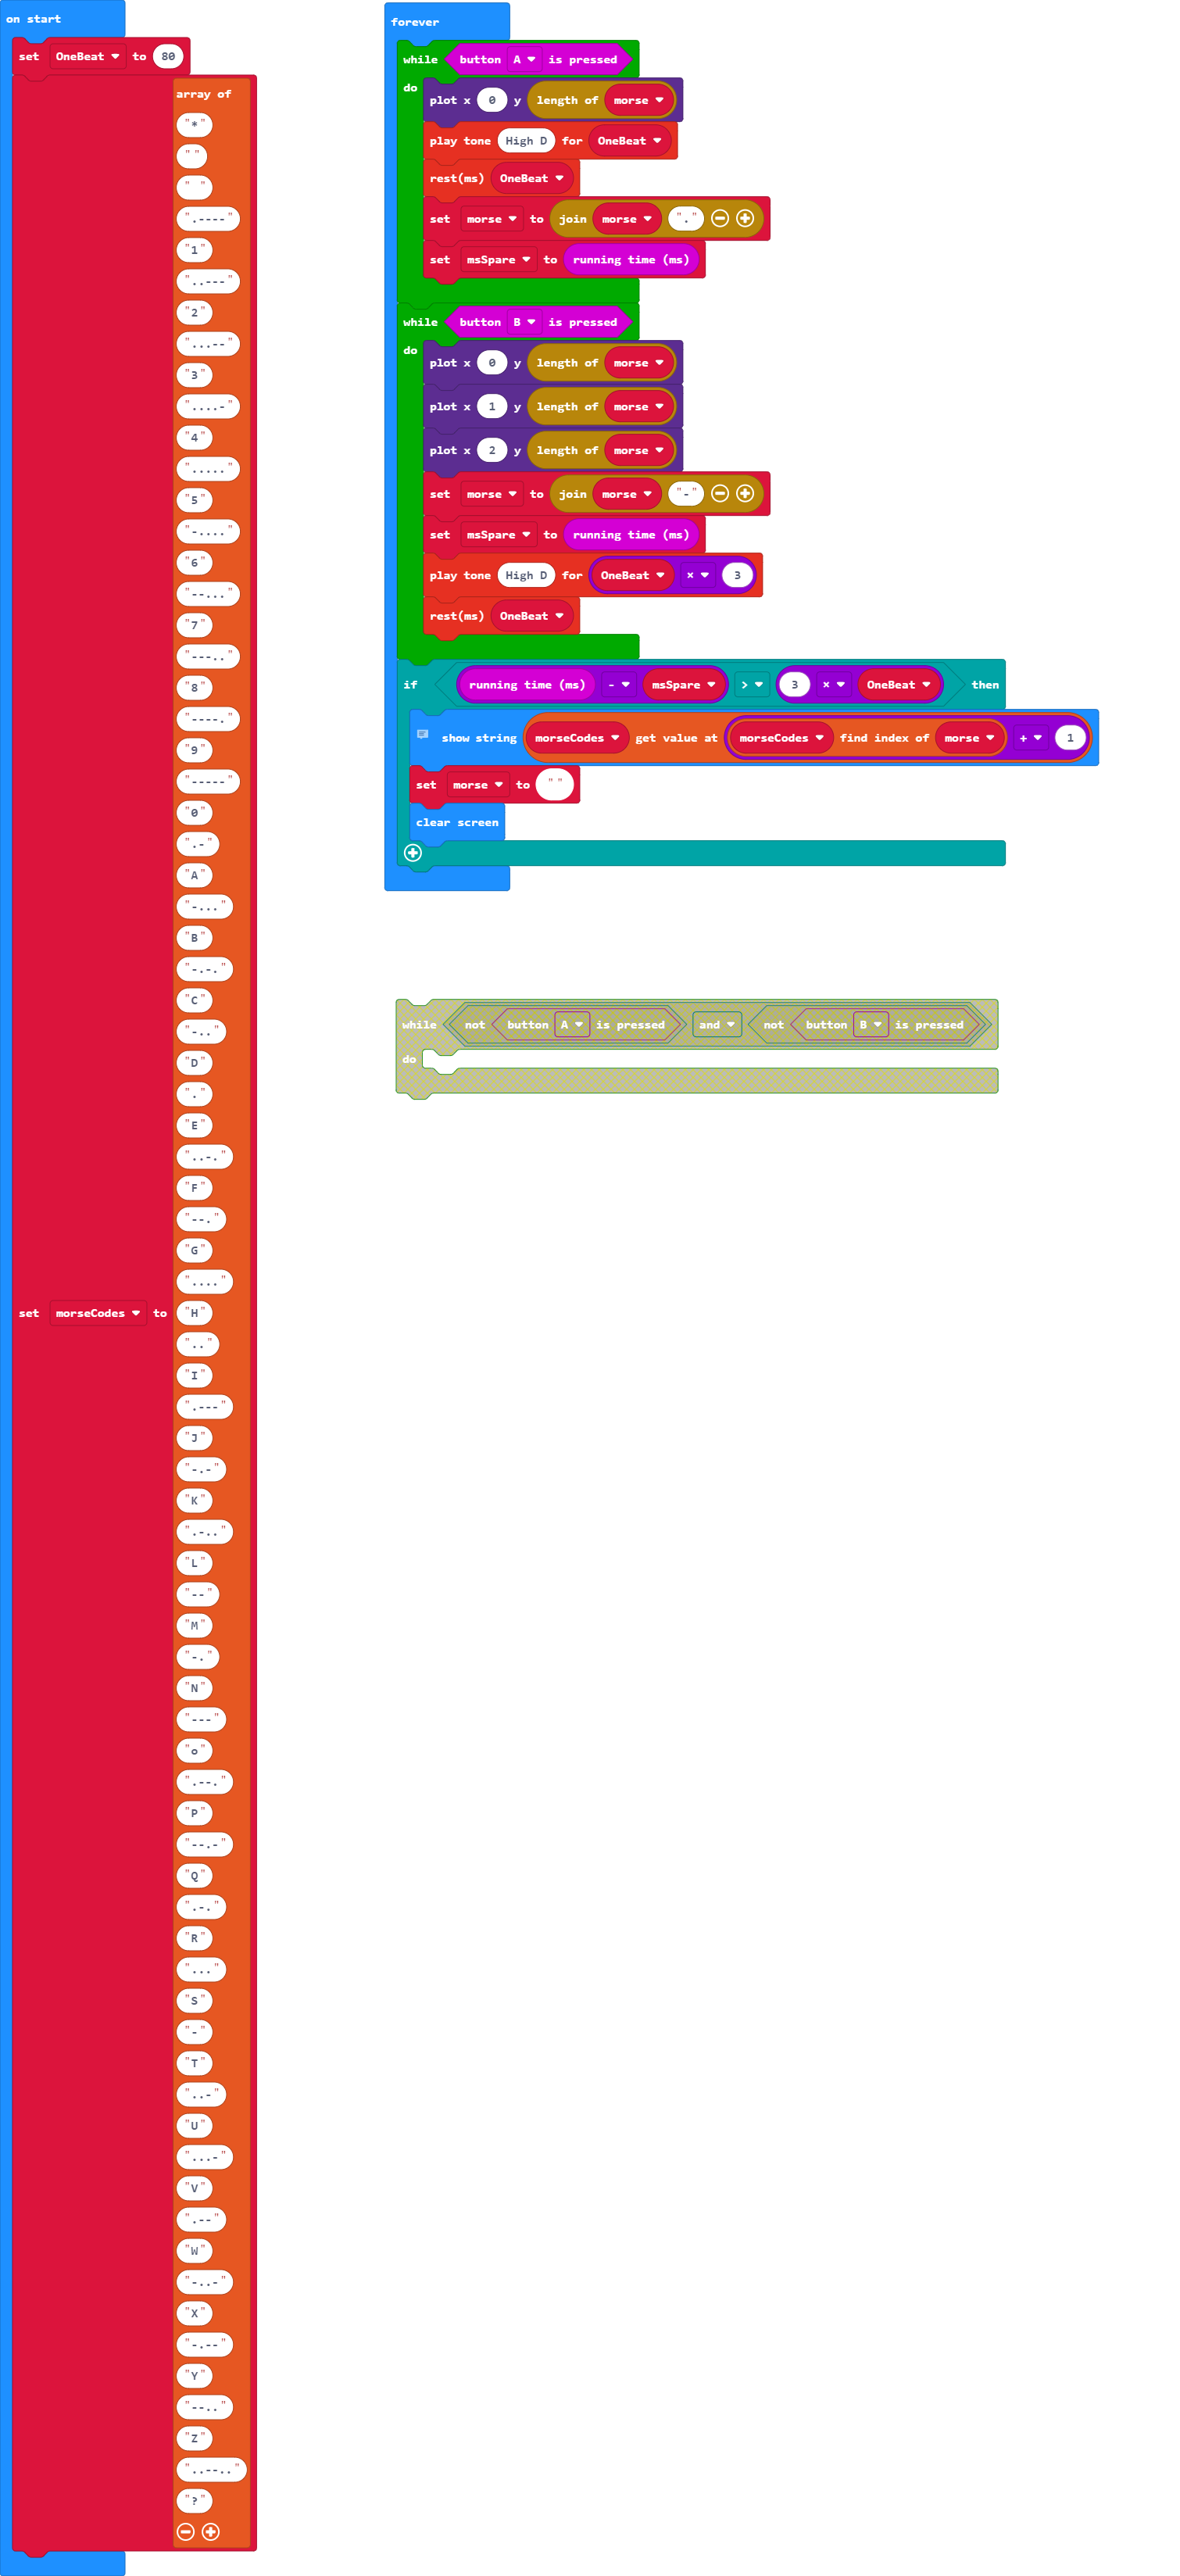 on start
set OneBeat to 80
set morseCodes to
array of
"*"
""
" "
".----"
"1"
"..---"
"2"
"...--"
"3"
"....-"
"4"
"....."
"5"
"-...."
"6"
"--..."
"7"
"---.."
"8"
"----."
"9"
"-----"
"0"
".-"
"A"
"-..."
"B"
"-.-."
"C"
"-.."
"D"
"."
"E"
"..-."
"F"
"--."
"G"
"...."
"H"
".."
"I"
".---"
"J"
"-.-"
"K"
".-.."
"L"
"--"
"M"
"-."
"N"
"---"
"o"
".--."
"P"
"--.-"
"Q"
".-."
"R"
"..."
"S"
"-"
"T"
"..-"
"U"
"...-"
"V"
".--"
"W"
"-..-"
"X"
"-.--"
"Y"
"--.."
"Z"
"..--.."
"?"
forever
while button A is pressed
do
plot x 0 y length of morse
play tone High D for OneBeat
rest(ms) OneBeat
set morse to join morse "."
set msSpare to running time (ms)
while button B is pressed
do
plot x 0 y length of morse
plot x 1 y length of morse
plot x 2 y length of morse
set morse to join morse "-"
set msSpare to running time (ms)
play tone High D for OneBeat × 3
rest(ms) OneBeat
if running time (ms) - msSpare > 3 × OneBeat then
show string morseCodes get value at morseCodes find index of morse + 1
set morse to ""
clear screen
while not button A is pressed and not button B is pressed
do